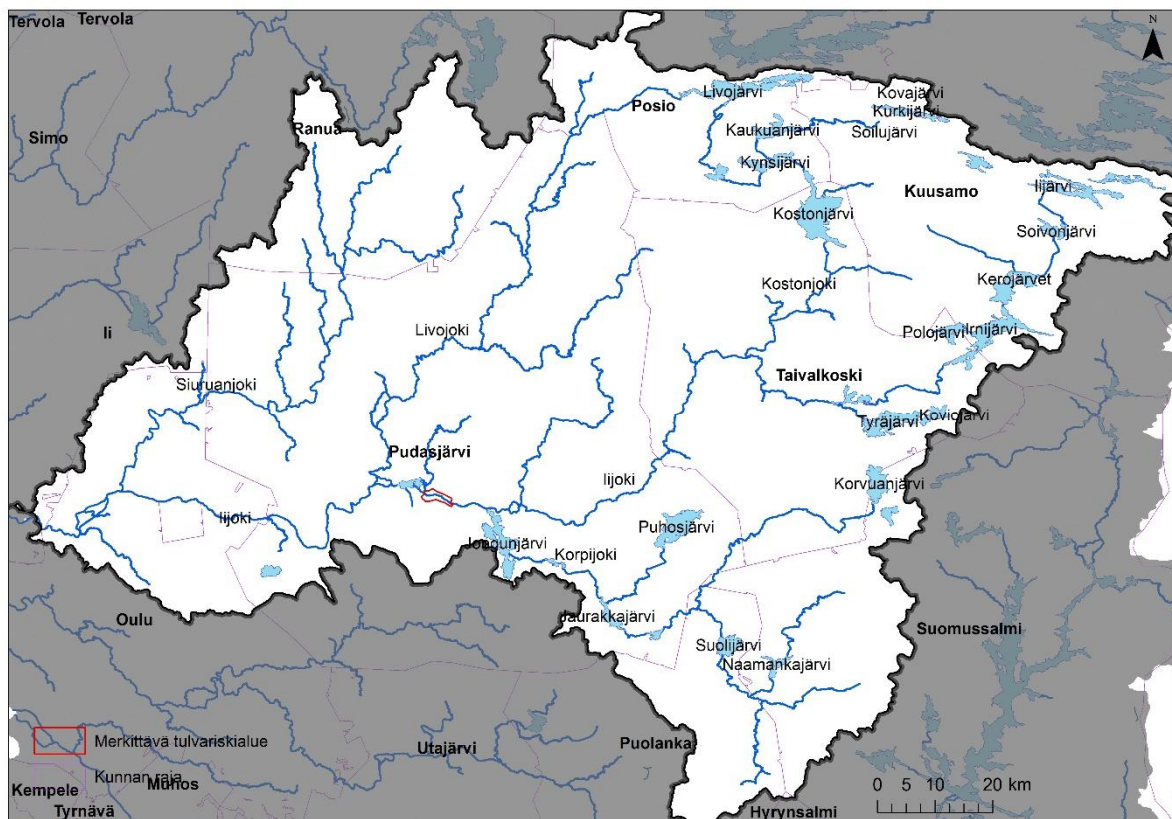 Tervola
Tervola
N
Livojärvi
Kovajärvi
Posio
Kurkijärvi
Ranua
Kaukuanjärvi
Soilujärvi
Simo
Kynsijärvi
Kuusamo
Iijärvi
Kostonjärvi
Soivonjärvi
Kostonjoki
Kerojärvet
Ii
Livojoki
Polojärvi
Irnijärvi
Siuruanjoki
Taivalkoski
Tyräjärvi
Koviojärvi
Pudasjärvi
Iijoki
Korvuanjärvi
Iijoki
Puhosjärvi
Jongunjärvi
Korpijoki
Oulu
Jaurakkajärvi
Suomussalmi
Suolijärvi
Naamankajärvi
Merkittävä tulvariskialue
Utajärvi
Puolanka
Kunnan raja
Kempele
Muhos
0 5 10 20 km
Tyrnävä
Hyrynsalmi